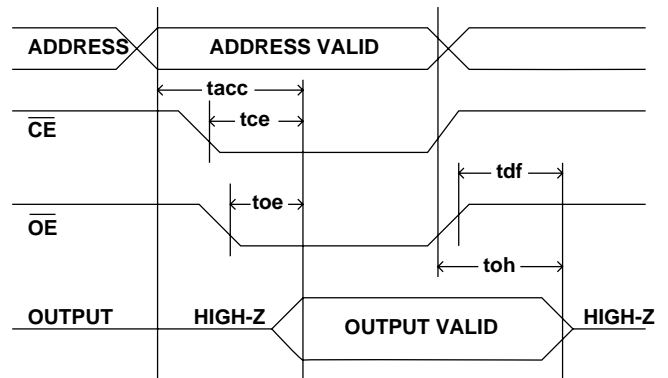 ADDRESS
ADDRESS VALID
tacc
CE
tce
tdf
toe
OE
toh
OUTPUT
HIGH-Z
OUTPUT VALID
HIGH-Z